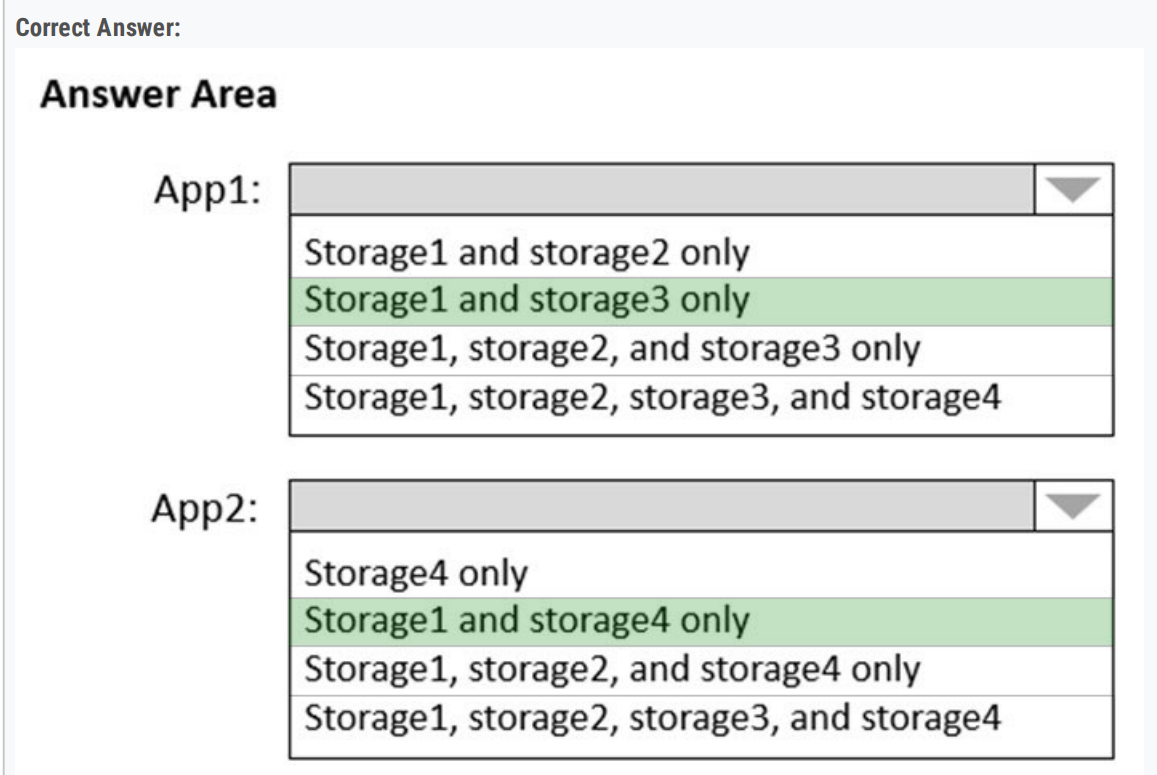 Correct Answer:
Answer Area
App1:
Storage1 and storage2 only
Storage1 and storage3 only
Storage1, storage2, and storage3 only
Storage1, storage2, storage3, and storage4
App2:
Storage4 only
Storage1 and storage4 only
Storage1, storage2, and storage4 only
Storage1, storage2, storage3, and storage4